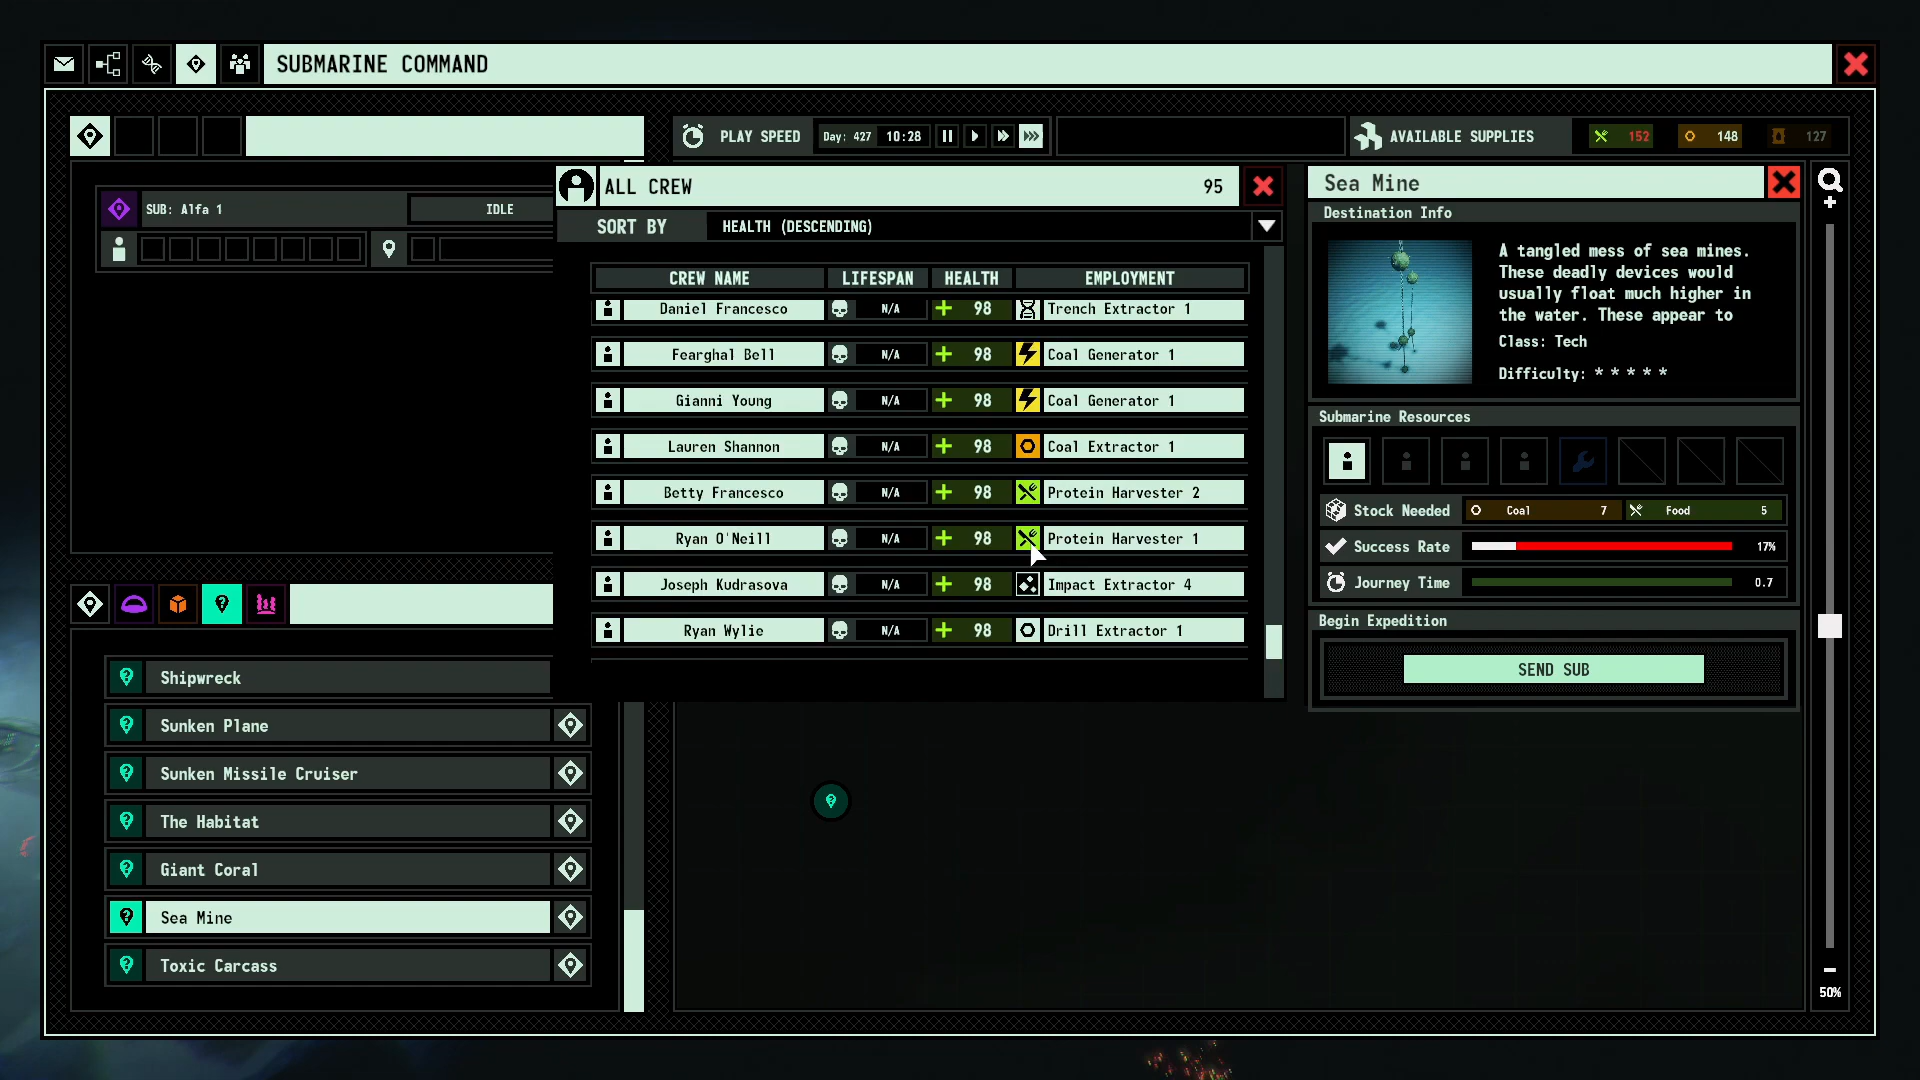 SUBMARINE COMMAND
PLAY SPEED
Day: 427
10:28
AVAILABLE SUPPLIES
152
148
127
SUB: Alfa 1
IDLE
ALL CREW
95
SORT BY
HEALTH (DESCENDING)
CREW NAME
LIFESPAN
HEALTH
EMPLOYMENT
Daniel Francesco N/A 98 Trench Extractor 1
Fearghal Bell N/A 98 Coal Generator 1
Gianni Young N/A 98 Coal Generator 1
Lauren Shannon N/A 98 Coal Extractor 1
Betty Francesco N/A 98 Protein Harvester 2
Ryan O'Neill N/A 98 Protein Harvester 1
Joseph Kudrasova N/A 98 Impact Extractor 4
Ryan Wylie N/A 98 Drill Extractor 1
Sea Mine
Destination Info
A tangled mess of sea mines.
These deadly devices would
usually float much higher in
the water. These appear to
Class: Tech
Difficulty: * * * * *
Submarine Resources
Stock Needed
Coal 7
Food 5
Success Rate
17%
Journey Time
0.7
Begin Expedition
SEND SUB
Shipwreck
Sunken Plane
Sunken Missile Cruiser
The Habitat
Giant Coral
Sea Mine
Toxic Carcass
50%